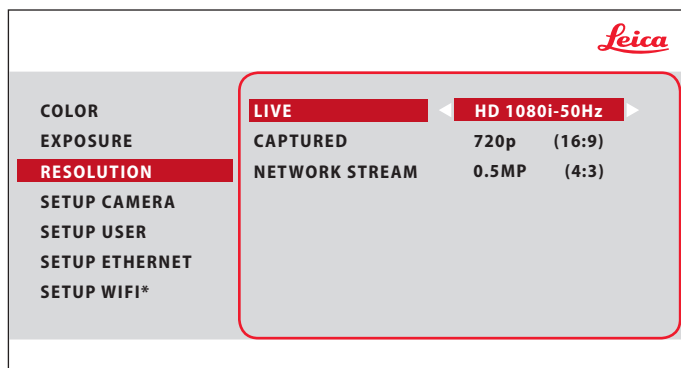 Leica
COLOR
EXPOSURE
RESOLUTION
SETUP CAMERA
SETUP USER
SETUP ETHERNET
SETUP WIFI*
LIVE HD 1080i-50Hz
CAPTURED 720p (16:9)
NETWORK STREAM 0.5MP (4:3)